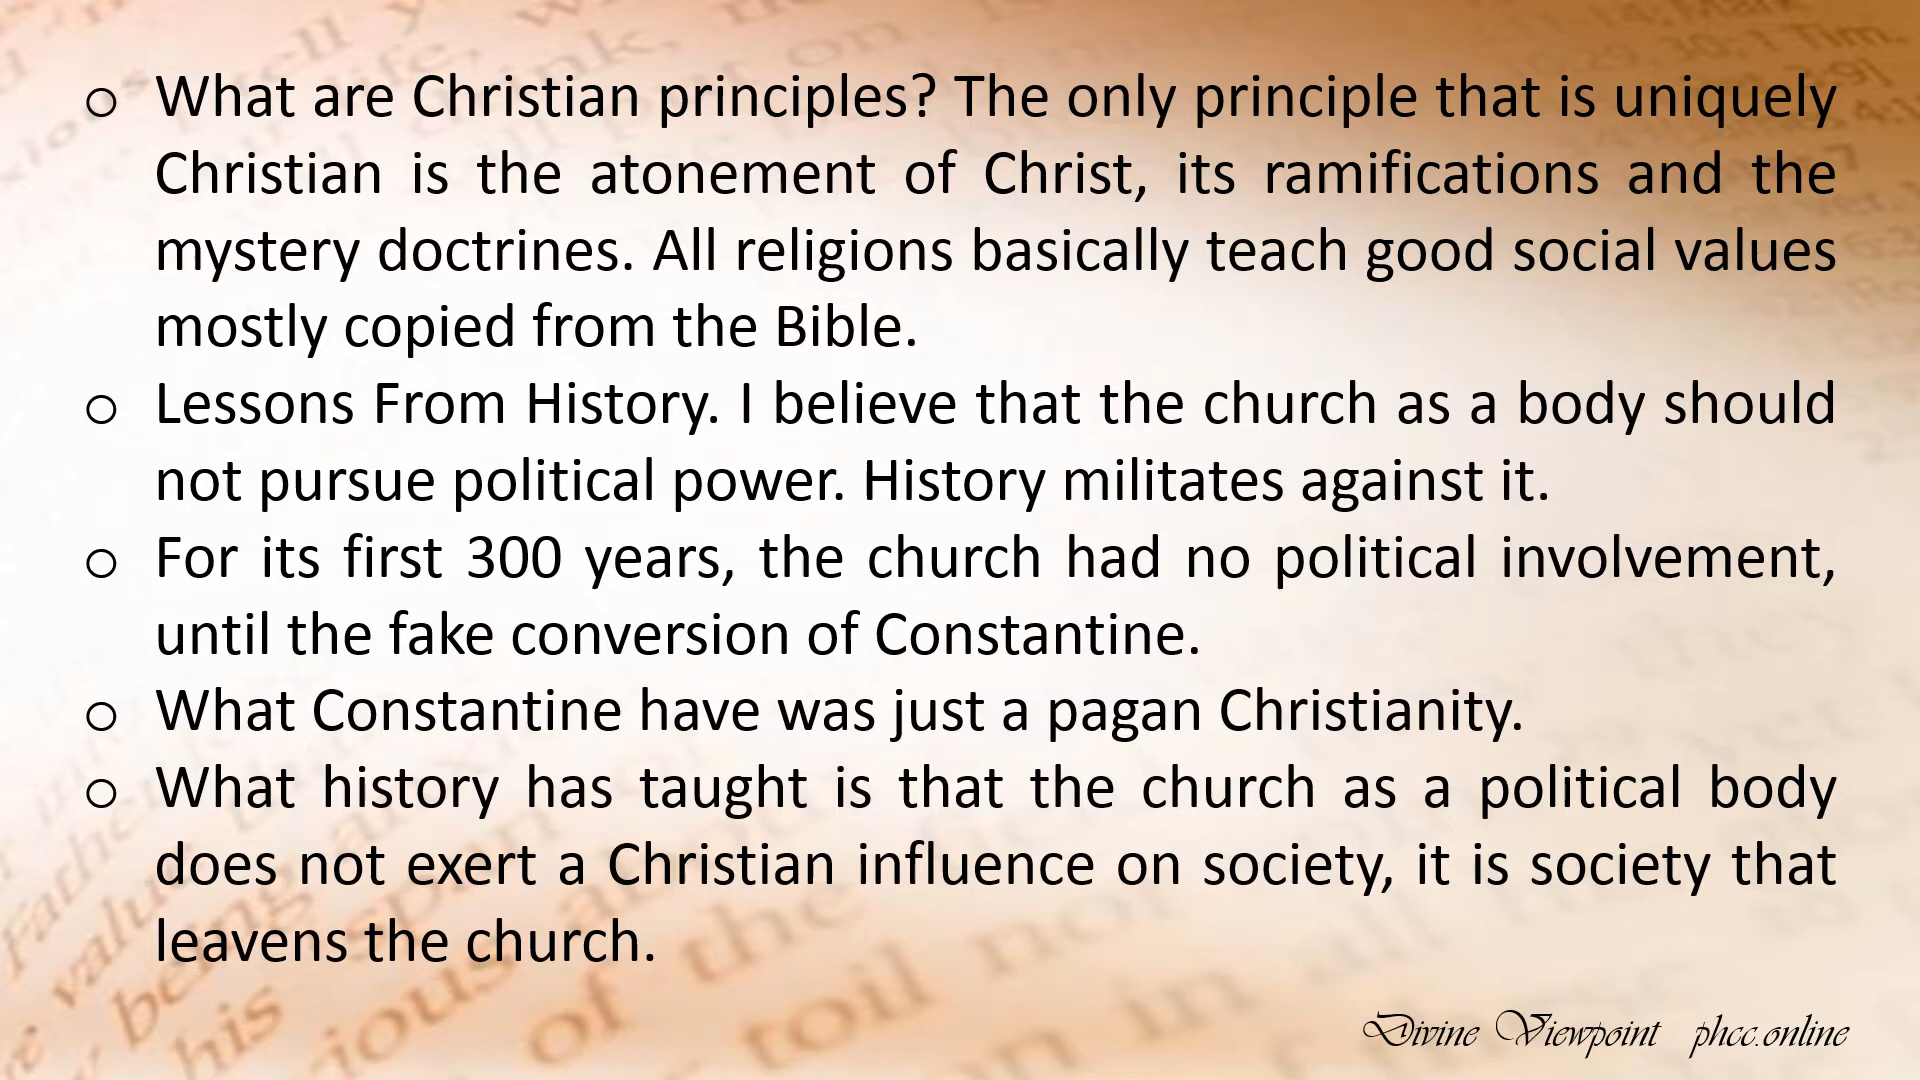 o What are Christian principles? The only principle that is uniquely
Christian is the atonement of Christ, its ramifications and the
mystery doctrines. All religions basically teach good social values
mostly copied from the Bible.
o Lessons From History. I believe that the church as a body should
not pursue political power. History militates against it.
o For its first 300 years, the church had no political involvement,
until the fake conversion of Constantine.
o What Constantine have was just a pagan Christianity.
o What history has taught is that the church as a political body
does not exert a Christian influence on society, it is society that
leavens the church.
Divine Viewpoint phcc.online